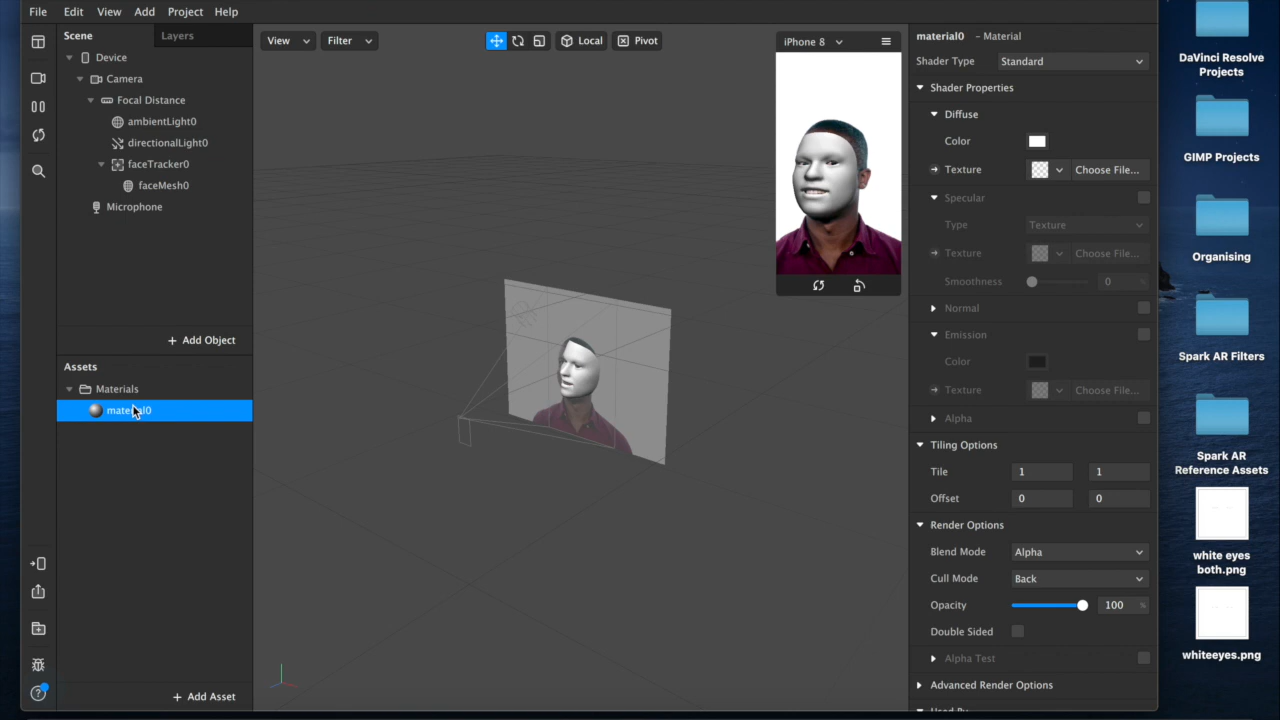 File Edit View Add Project Help
Scene Layers
Device
Camera
Focal Distance
ambientLight0
directionalLight0
faceTracker0
faceMesh0
Microphone
+ Add Object
Assets
Materials
material0
+ Add Asset
View Filter Local Pivot
iPhone 8
material0 – Material
Shader Type Standard
Shader Properties
Diffuse
Color
Texture Choose File...
Specular
Type Texture
Texture Choose File...
Smoothness 0 %
Normal
Emission
Color
Texture Choose File...
Alpha
Tiling Options
Tile 1 1
Offset 0 0
Render Options
Blend Mode Alpha
Cull Mode Back
Opacity 100 %
Double Sided
Alpha Test
Advanced Render Options
Used By
DaVinci Resolve
Projects
GIMP Projects
Organising
Spark AR Filters
Spark AR
Reference Assets
white eyes
both.png
whiteeyes.png